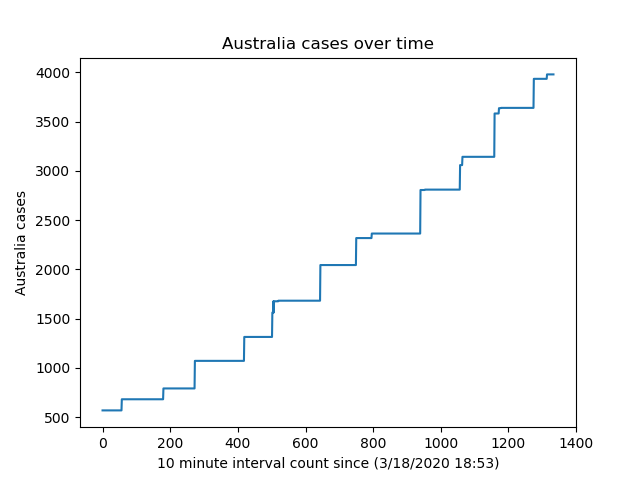 Australia cases over time
4000
3500
3000
2500
2000
1500
1000
500
Australia cases
0 200 400 600 800 1000 1200 1400
10 minute interval count since (3/18/2020 18:53)